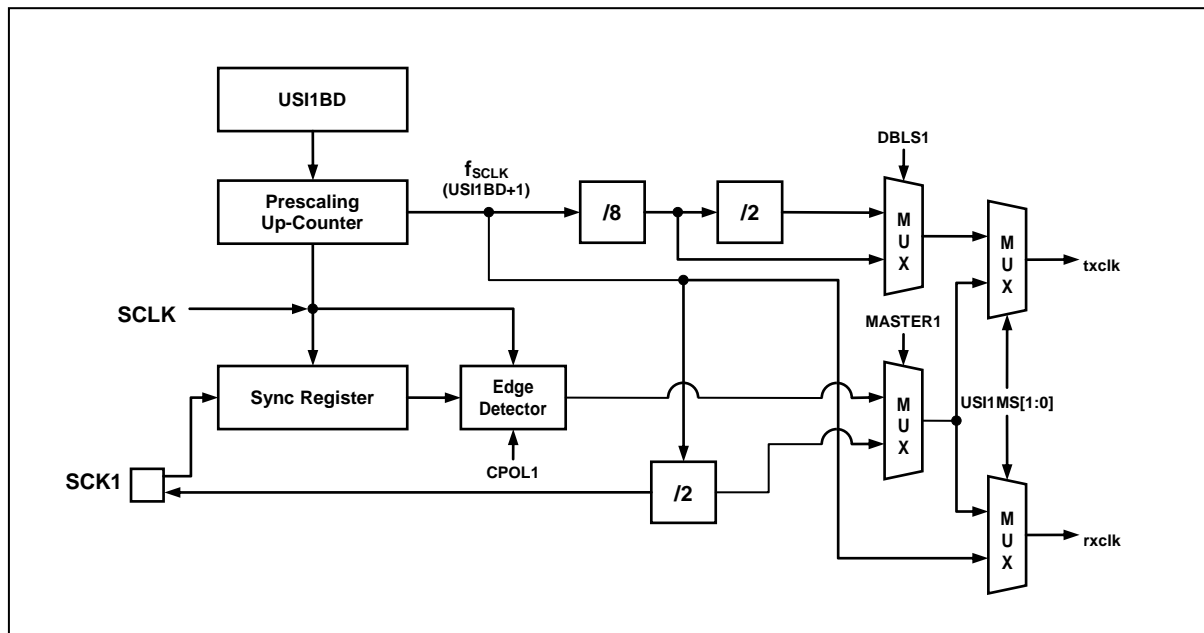 USI1BD
DBLS1
fSCLK
(USI1BD+1)
Prescaling
Up-Counter
/8
/2
M
U
X
M
U
X
txclk
SCLK
MASTER1
Sync Register
Edge
Detector
M
U
X
USI1MS[1:0]
SCK1
CPOL1
/2
M
U
X
rxclk